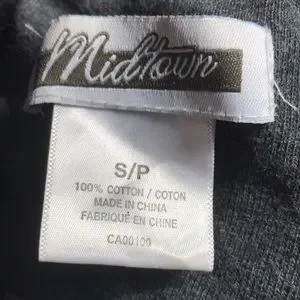 Midtown
S/P
100% COTTON / COTON
MADE IN CHINA
FABRIQUÉ EN CHINE
CA00100